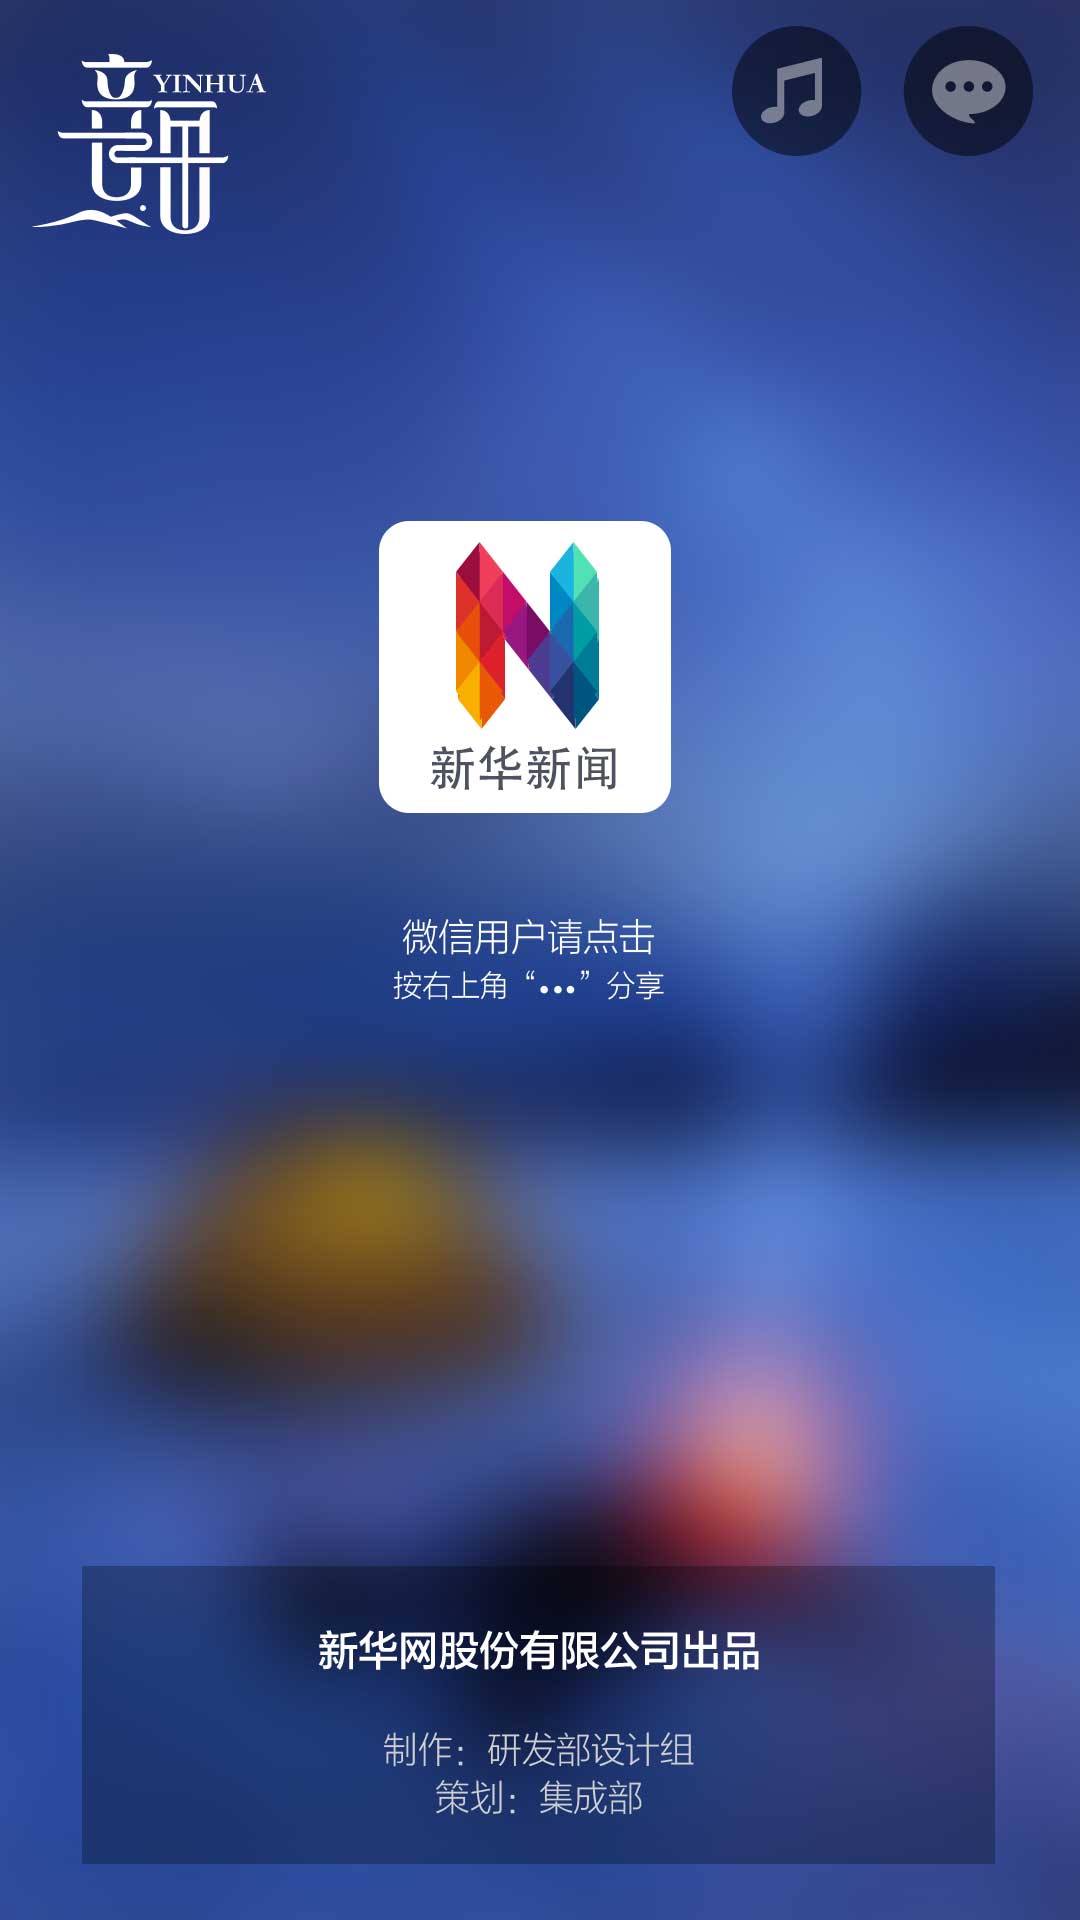 YINHUA
新华新闻
微信用户请点击
按右上角“•••”分享
新华网股份有限公司出品
制作：研发部设计组
策划：集成部